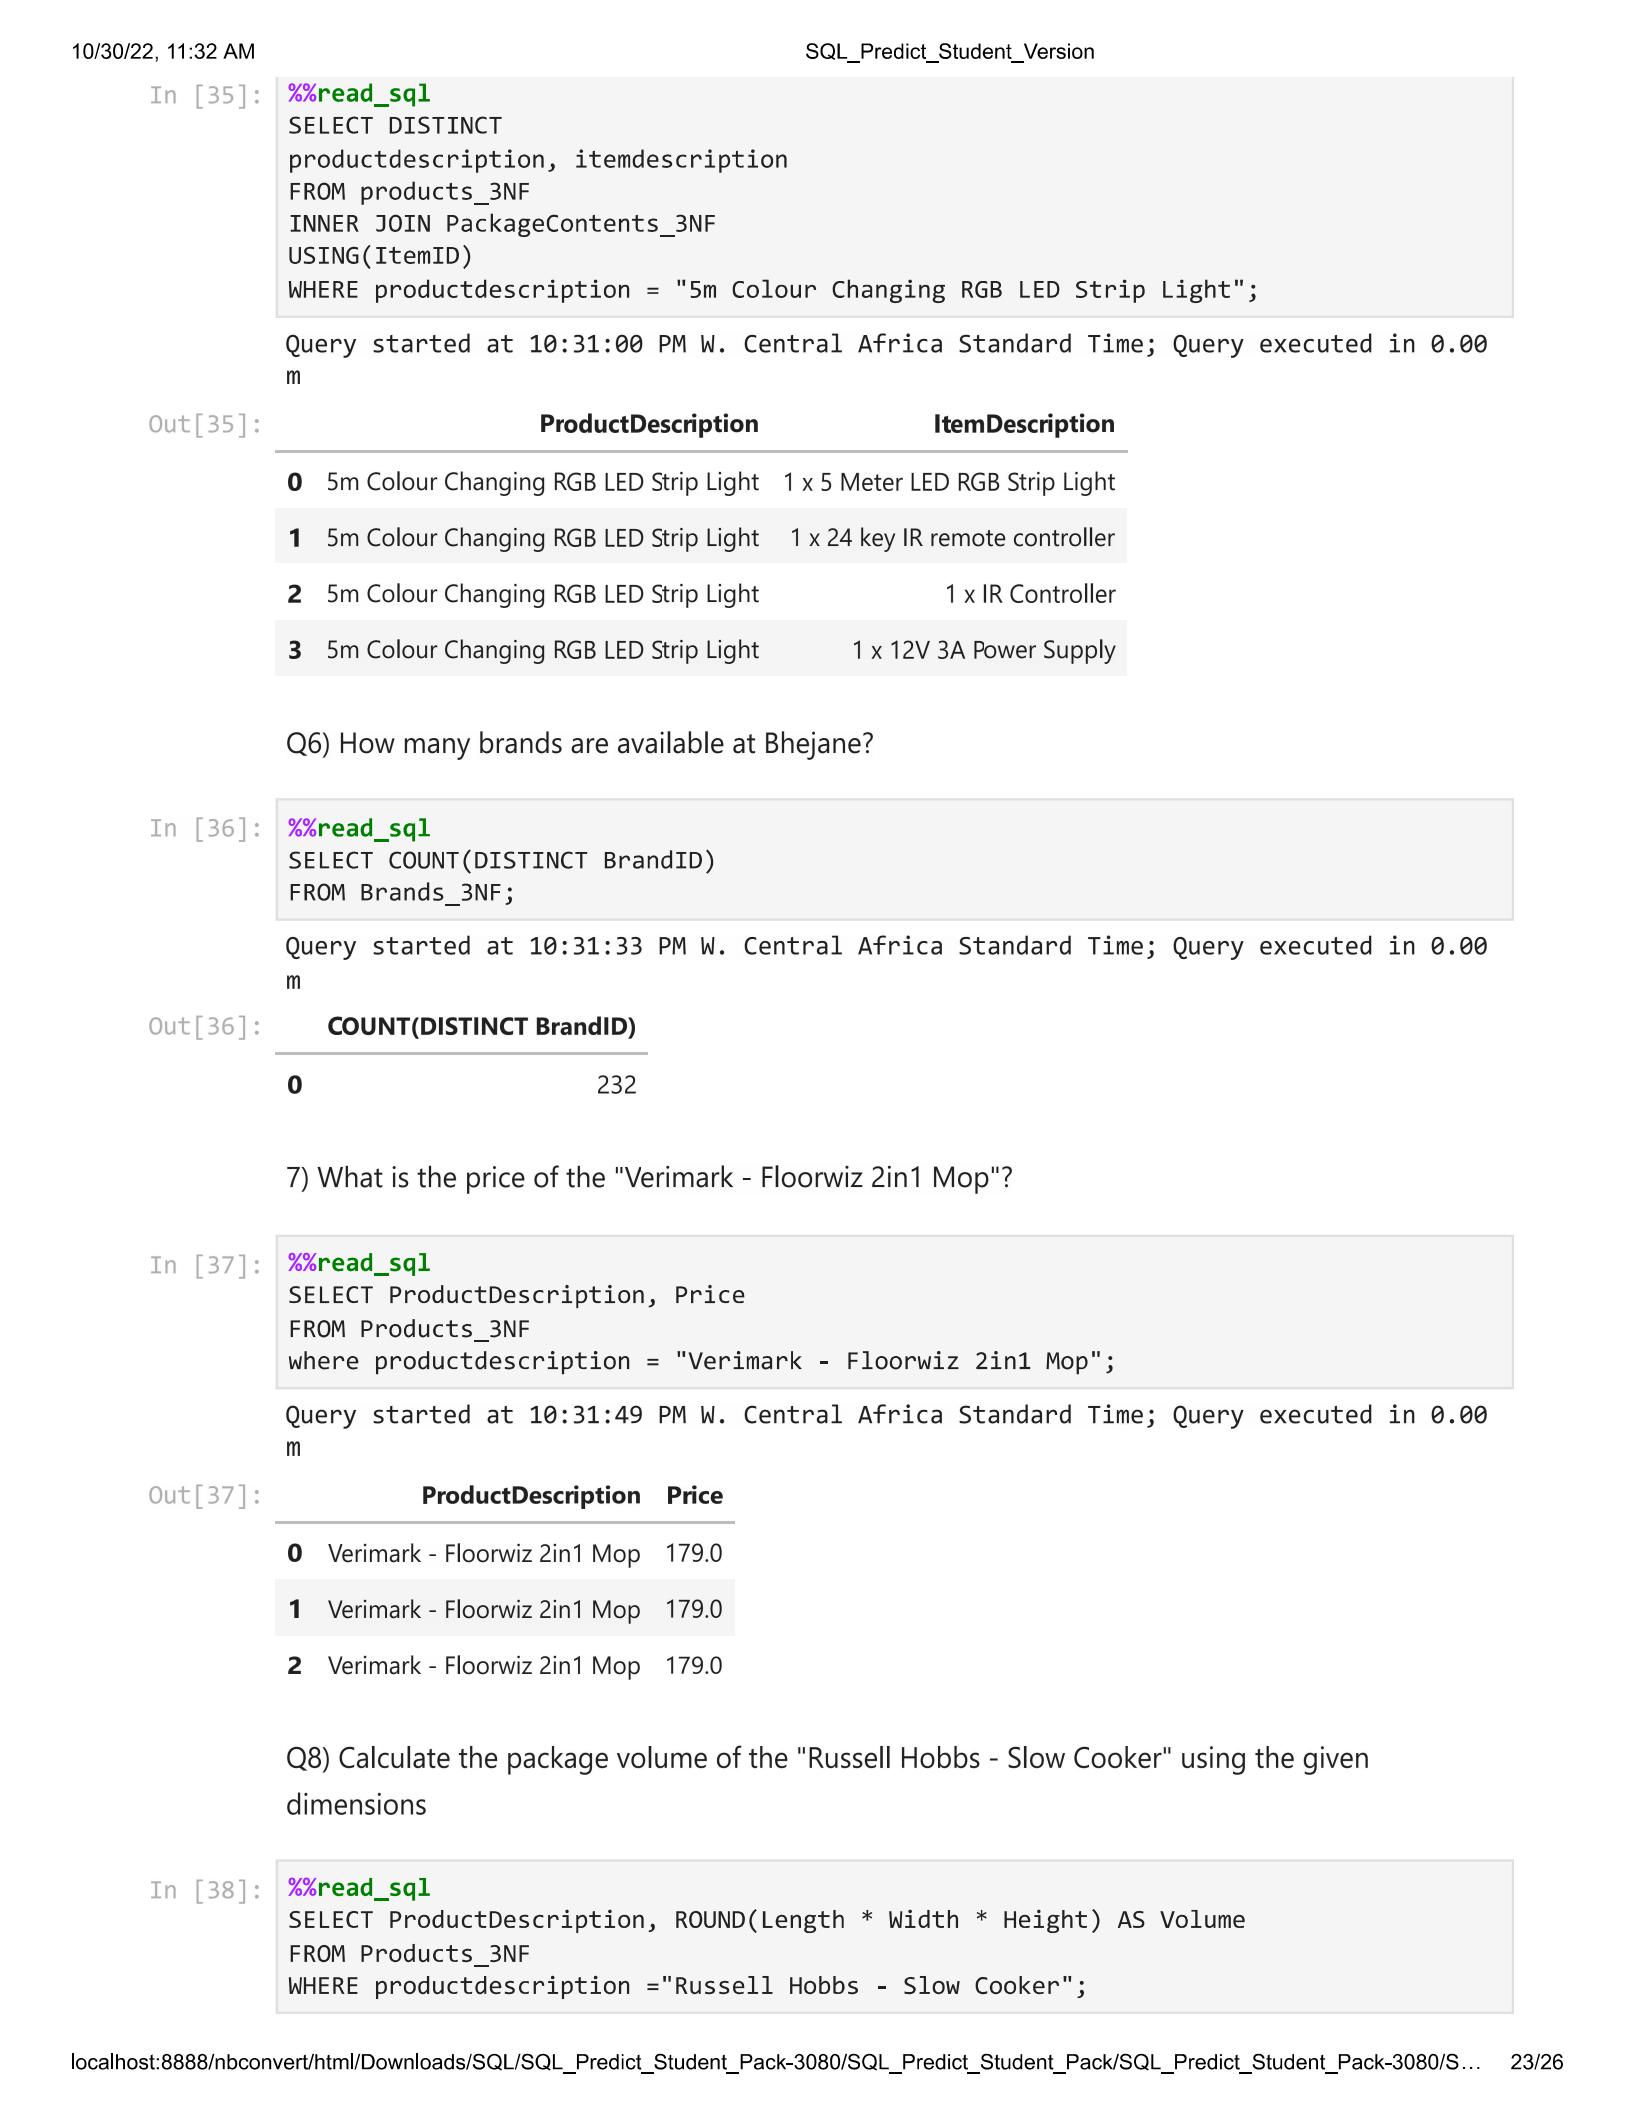 10/30/22, 11:32 AM SQL_Predict_Student_Version
In [35]: %%read_sql
SELECT DISTINCT
productdescription, itemdescription
FROM products_3NF
INNER JOIN PackageContents_3NF
USING(ItemID)
WHERE productdescription = "5m Colour Changing RGB LED Strip Light";
Query started at 10:31:00 PM W. Central Africa Standard Time; Query executed in 0.00
m
Out[35]: ProductDescription ItemDescription
0 5m Colour Changing RGB LED Strip Light 1 x 5 Meter LED RGB Strip Light
1 5m Colour Changing RGB LED Strip Light 1 x 24 key IR remote controller
2 5m Colour Changing RGB LED Strip Light 1 x IR Controller
3 5m Colour Changing RGB LED Strip Light 1 x 12V 3A Power Supply
Q6) How many brands are available at Bhejane?
In [36]: %%read_sql
SELECT COUNT(DISTINCT BrandID)
FROM Brands_3NF;
Query started at 10:31:33 PM W. Central Africa Standard Time; Query executed in 0.00
m
Out[36]: COUNT(DISTINCT BrandID)
0 232
7) What is the price of the "Verimark - Floorwiz 2in1 Mop"?
In [37]: %%read_sql
SELECT ProductDescription, Price
FROM Products_3NF
where productdescription = "Verimark - Floorwiz 2in1 Mop";
Query started at 10:31:49 PM W. Central Africa Standard Time; Query executed in 0.00
m
Out[37]: ProductDescription Price
0 Verimark - Floorwiz 2in1 Mop 179.0
1 Verimark - Floorwiz 2in1 Mop 179.0
2 Verimark - Floorwiz 2in1 Mop 179.0
Q8) Calculate the package volume of the "Russell Hobbs - Slow Cooker" using the given
dimensions
In [38]: %%read_sql
SELECT ProductDescription, ROUND(Length * Width * Height) AS Volume
FROM Products_3NF
WHERE productdescription ="Russell Hobbs - Slow Cooker";
localhost:8888/nbconvert/html/Downloads/SQL/SQL_Predict_Student_Pack-3080/SQL_Predict_Student_Pack/SQL_Predict_Student_Pack-3080/S… 23/26